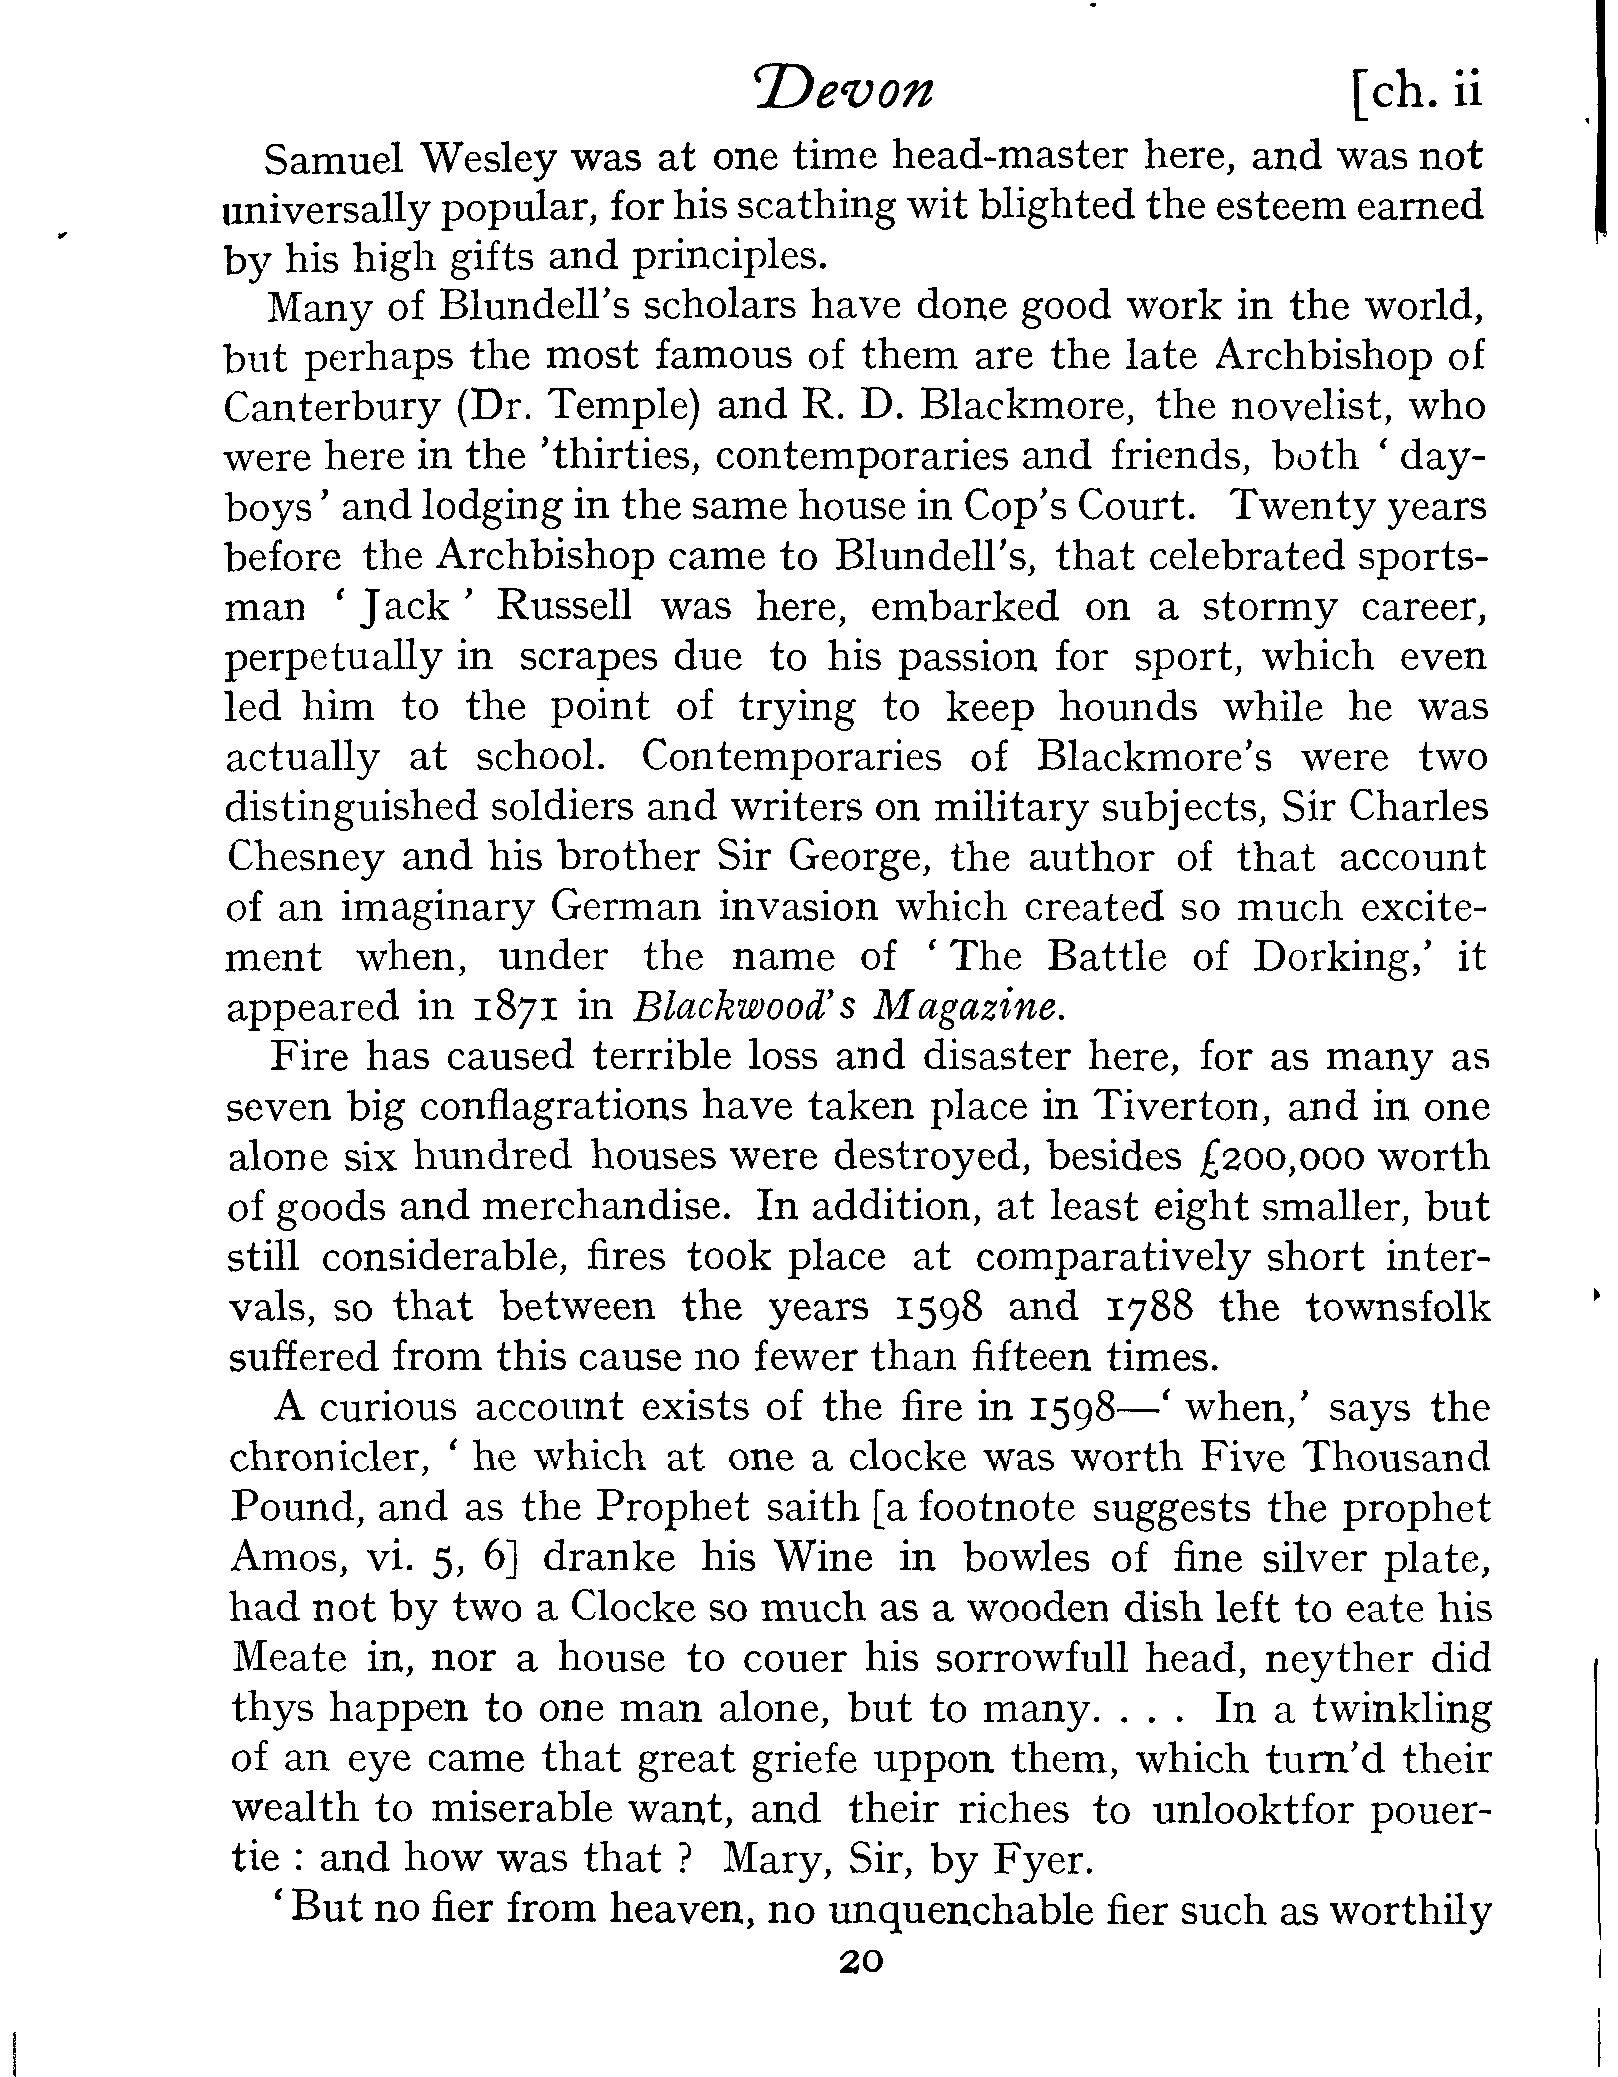 Devon [ch. ii
Samuel Wesley was at one time head-master here, and was not
universally popular, for his scathing wit blighted the esteem earned
by his high gifts and principles.
Many of Blundell's scholars have done good work in the world,
but perhaps the most famous of them are the late Archbishop of
Canterbury (Dr. Temple) and R. D. Blackmore, the novelist, who
were here in the 'thirties, contemporaries and friends, both ' day-
boys' and lodging in the same house in Cop's Court. Twenty years
before the Archbishop came to Blundell's, that celebrated sports-
man ' Jack ' Russell was here, embarked on a stormy career,
perpetually in scrapes due to his passion for sport, which even
led him to the point of trying to keep hounds while he was
actually at school. Contemporaries of Blackmore's were two
distinguished soldiers and writers on military subjects, Sir Charles
Chesney and his brother Sir George, the author of that account
of an imaginary German invasion which created so much excite-
ment when, under the name of ' The Battle of Dorking,' it
appeared in 1871 in Blackwood's Magazine.
Fire has caused terrible loss and disaster here, for as many as
seven big conflagrations have taken place in Tiverton, and in one
alone six hundred houses were destroyed, besides £200,000 worth
of goods and merchandise. In addition, at least eight smaller, but
still considerable, fires took place at comparatively short inter-
vals, so that between the years 1598 and 1788 the townsfolk
suffered from this cause no fewer than fifteen times.
A curious account exists of the fire in 1598—' when,' says the
chronicler, ' he which at one a clocke was worth Five Thousand
Pound, and as the Prophet saith [a footnote suggests the prophet
Amos, vi. 5, 6] dranke his Wine in bowles of fine silver plate,
had not by two a Clocke so much as a wooden dish left to eate his
Meate in, nor a house to couer his sorrowfull head, neyther did
thys happen to one man alone, but to many. . . . In a twinkling
of an eye came that great griefe uppon them, which turn'd their
wealth to miserable want, and their riches to unlooktfor pouer-
tie : and how was that ? Mary, Sir, by Fyer.
' But no fier from heaven, no unquenchable fier such as worthily
20